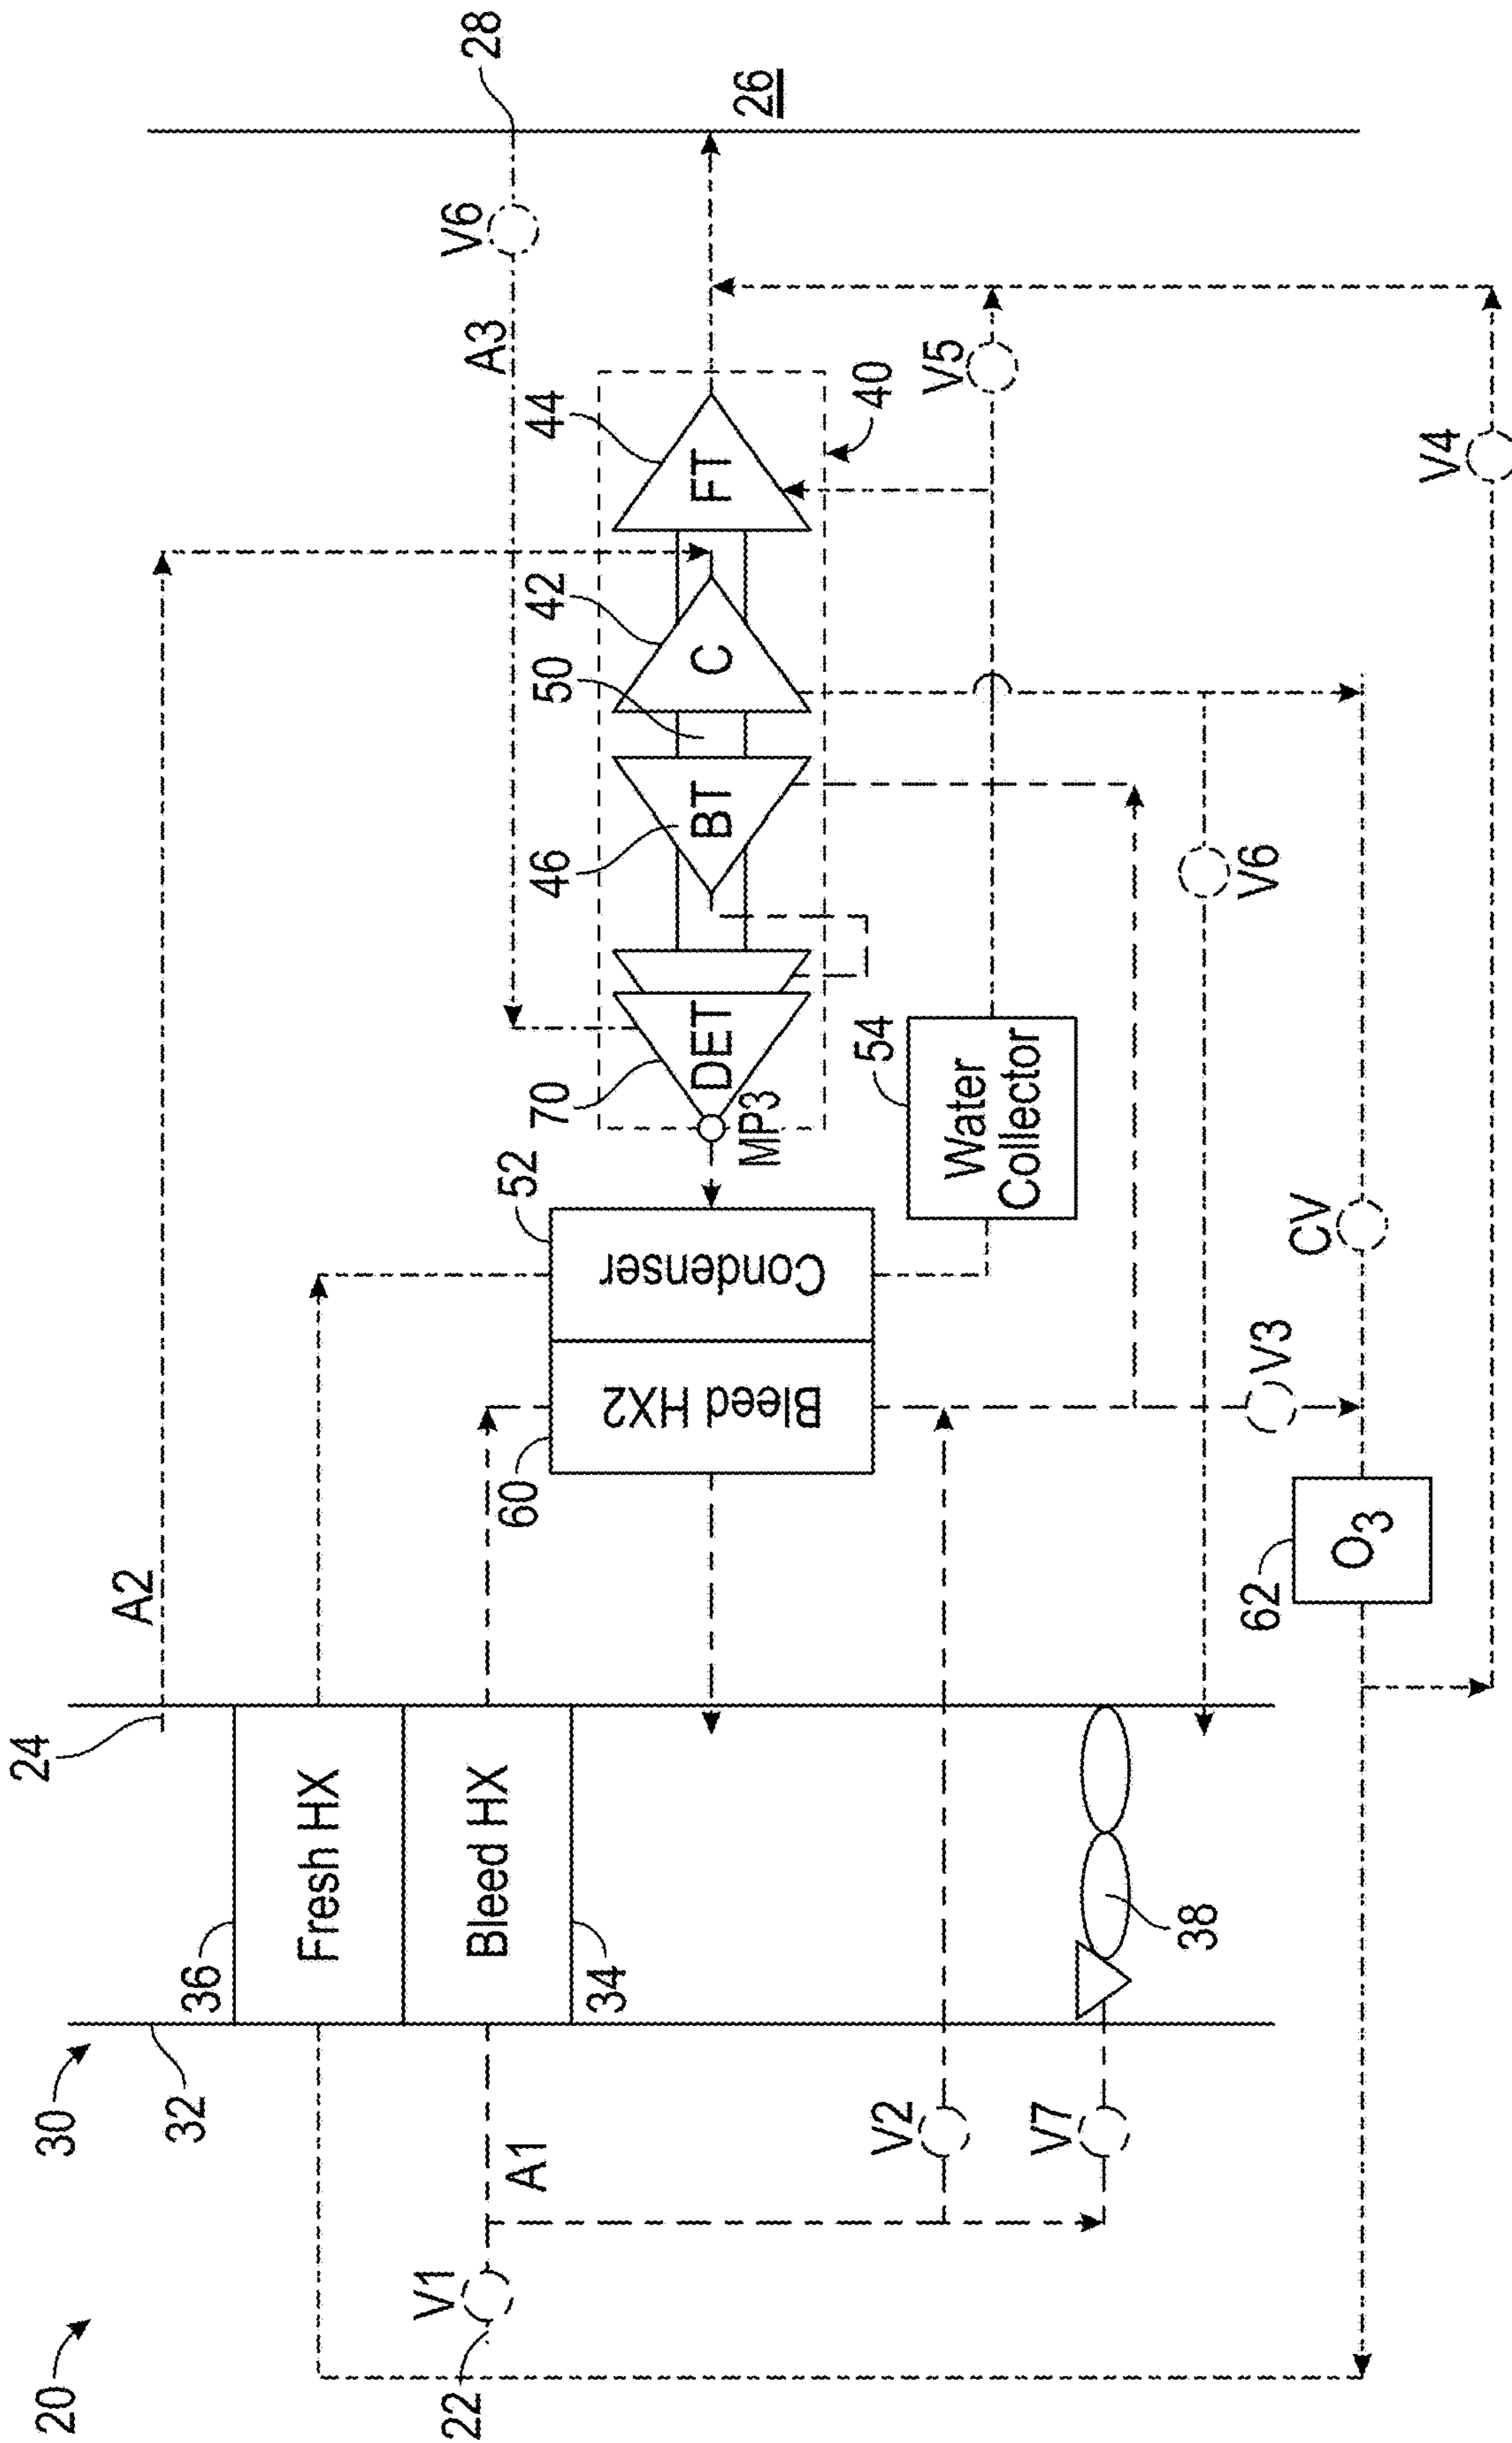 20
30
22
V1
A1
32
36
Fresh HX
Bleed HX
34
V2
V7
38
24
A2
60
Bleed HX2
Condenser
52
62
O3
V3
CV
MP3
70
DET
54
Water
Collector
46
BT
50
C
42
V6
44
FT
40
A3
V5
V4
V6
28
26